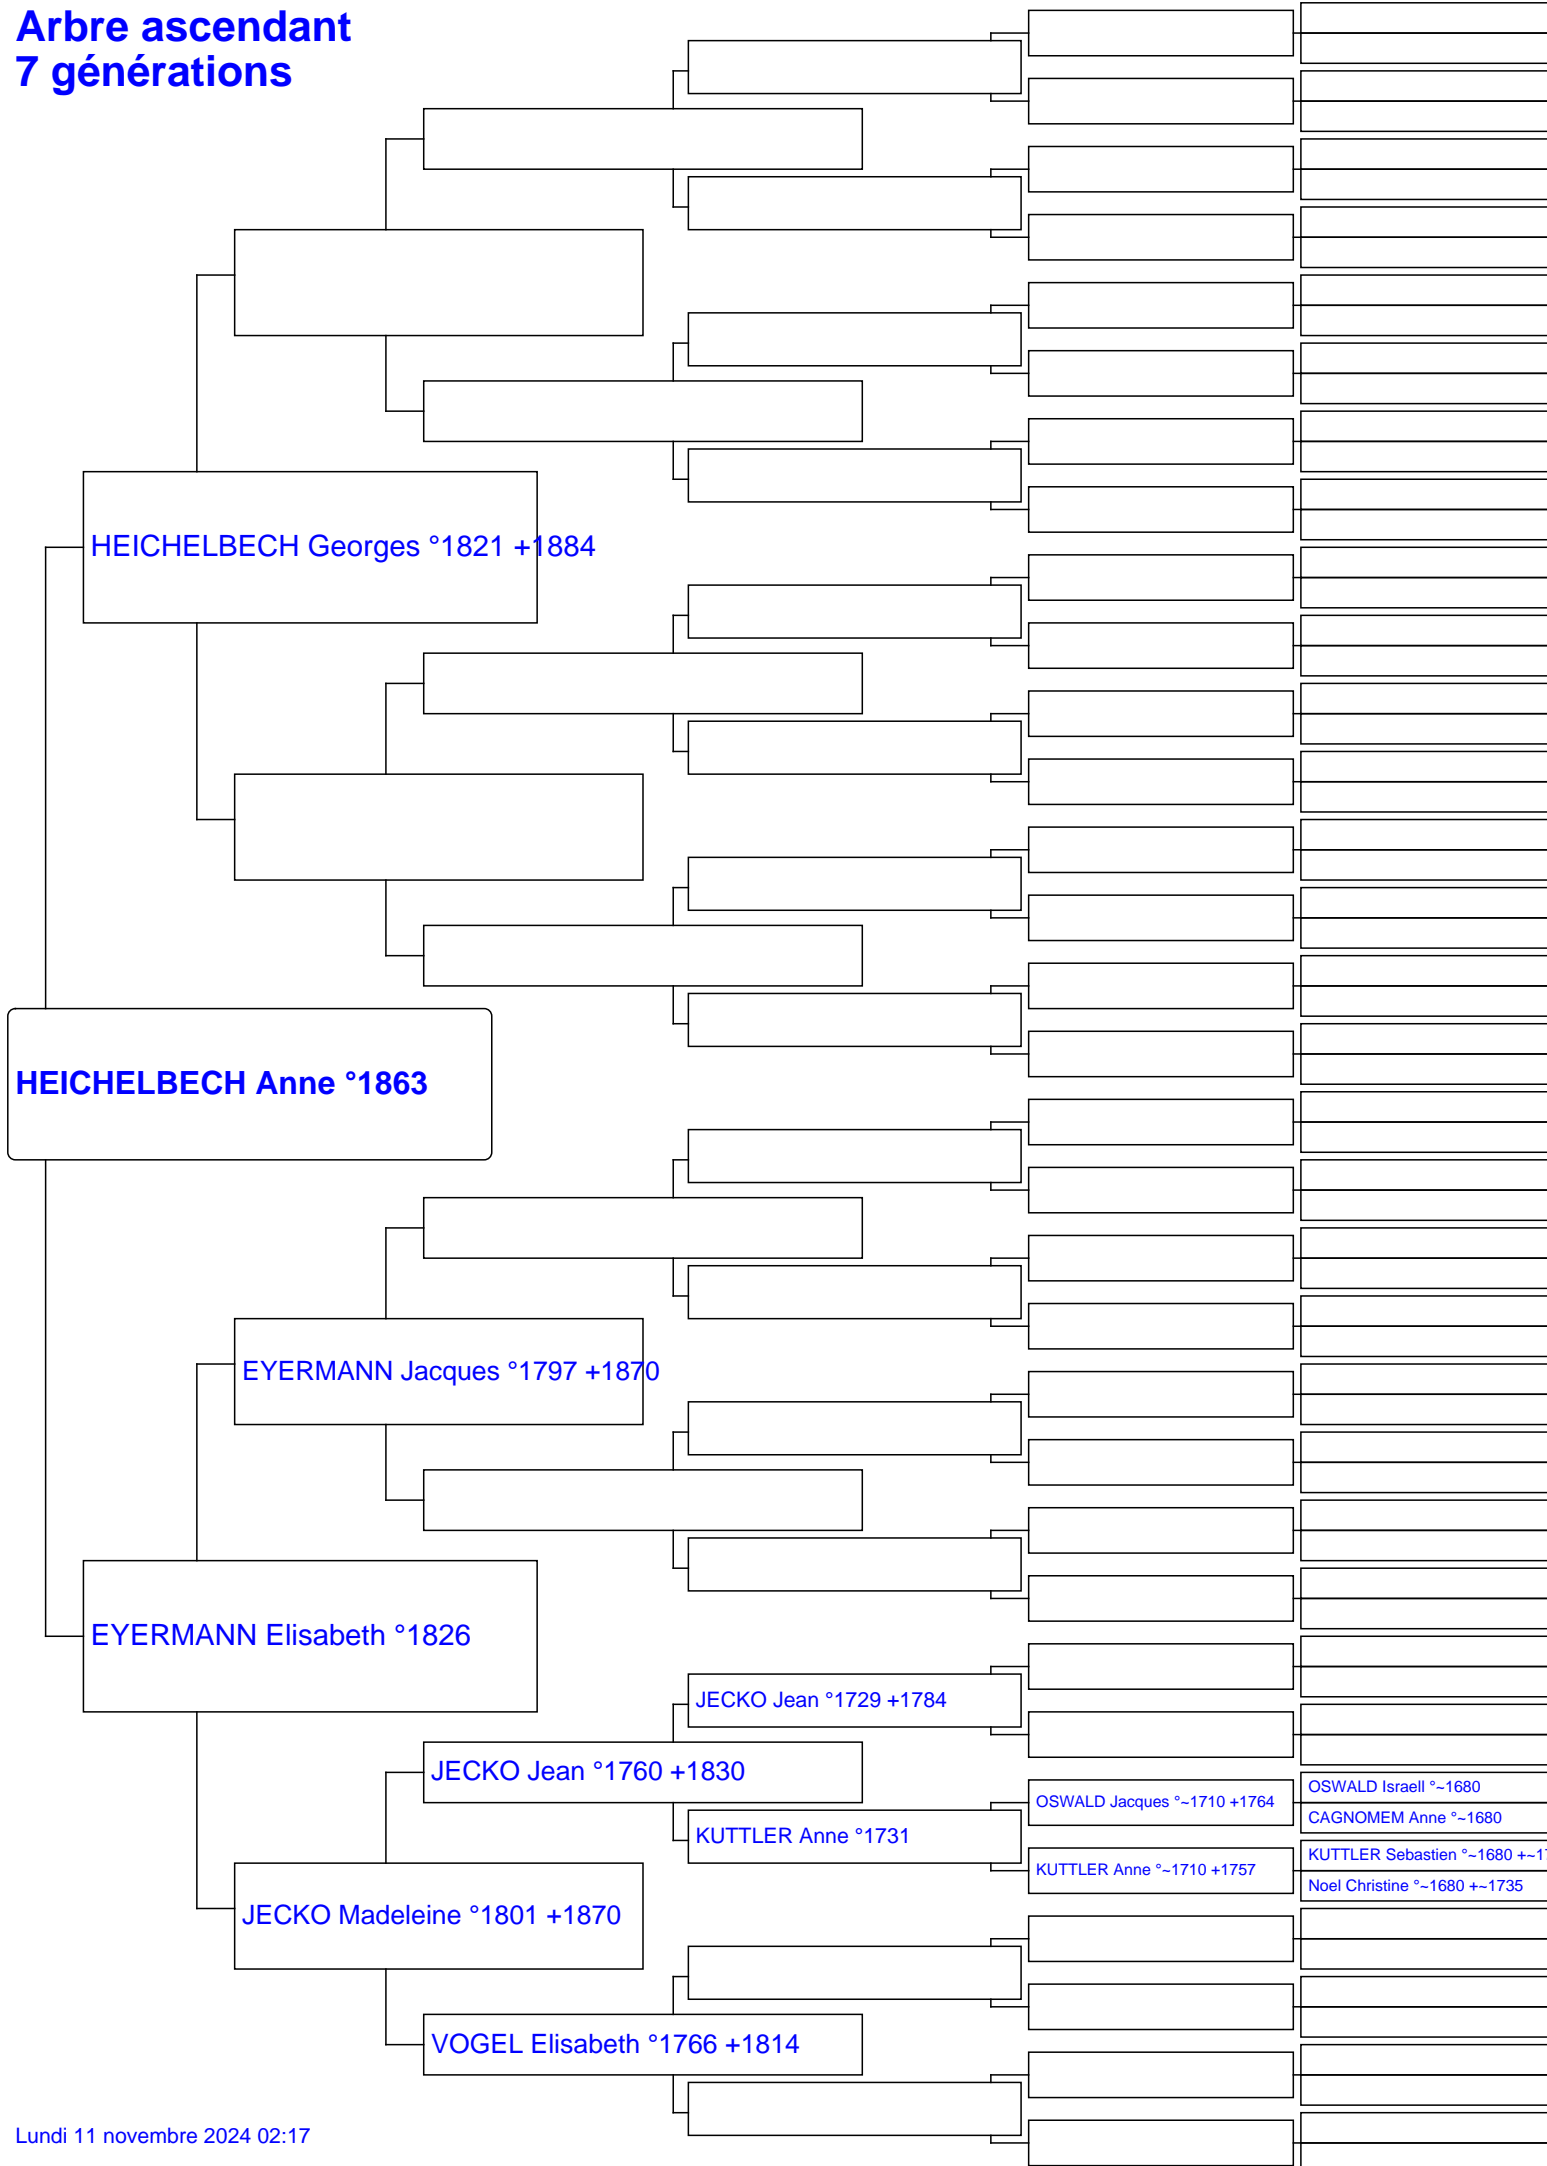 Arbre ascendant
7 générations
HEICHELBECH Georges °1821 +1884
HEICHELBECH Anne °1863
EYERMANN Jacques °1797 +1870
EYERMANN Elisabeth °1826
JECKO Jean °1729 +1784
JECKO Jean °1760 +1830
OSWALD Israell °~1680
OSWALD Jacques °~1710 +1764
CAGNOMEM Anne °~1680
KUTTLER Anne °1731
KUTTLER Sebastien °~1680 +~17
KUTTLER Anne °~1710 +1757
Noel Christine °~1680 +~1735
JECKO Madeleine °1801 +1870
VOGEL Elisabeth °1766 +1814
Lundi 11 novembre 2024 02:17